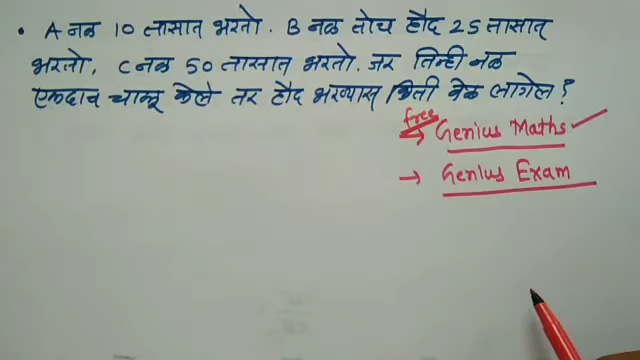 • A नळ 10 तासात भरतो. B नळ तोच हौद 25 तासात
भरतो, C नळ 50 तासात भरतो. जर तिन्ही नळ
एकदाच चालू केले तर हौद भरण्यास किती वेळ लागेल?
free
→ Genius Maths ✓
→ Genius Exam